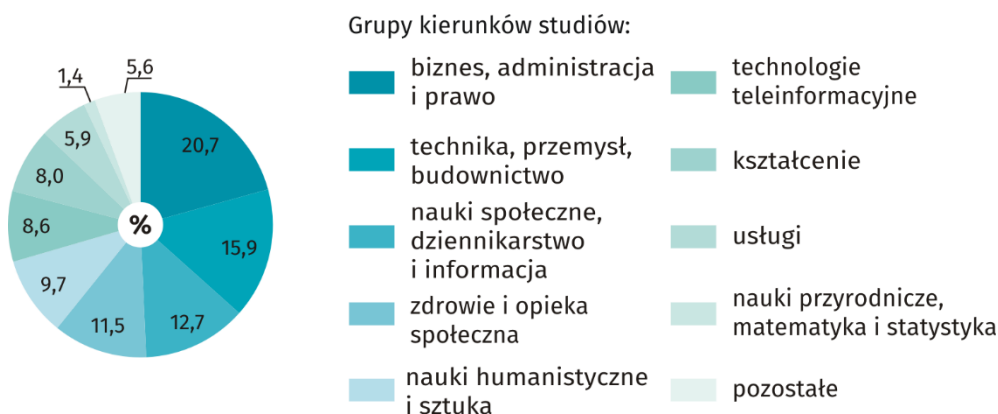 Grupy kierunków studiów:
biznes, administracja
i prawo
technika, przemysł,
budownictwo
nauki społeczne,
dziennikarstwo
i informacja
zdrowie i opieka
społeczna
nauki humanistyczne
i sztuka
technologie
teleinformacyjne
kształcenie
usługi
nauki przyrodnicze,
matematyka i statystyka
pozostałe
20,7
15,9
12,7
11,5
9,7
8,6
8,0
5,9
1,4
5,6
%